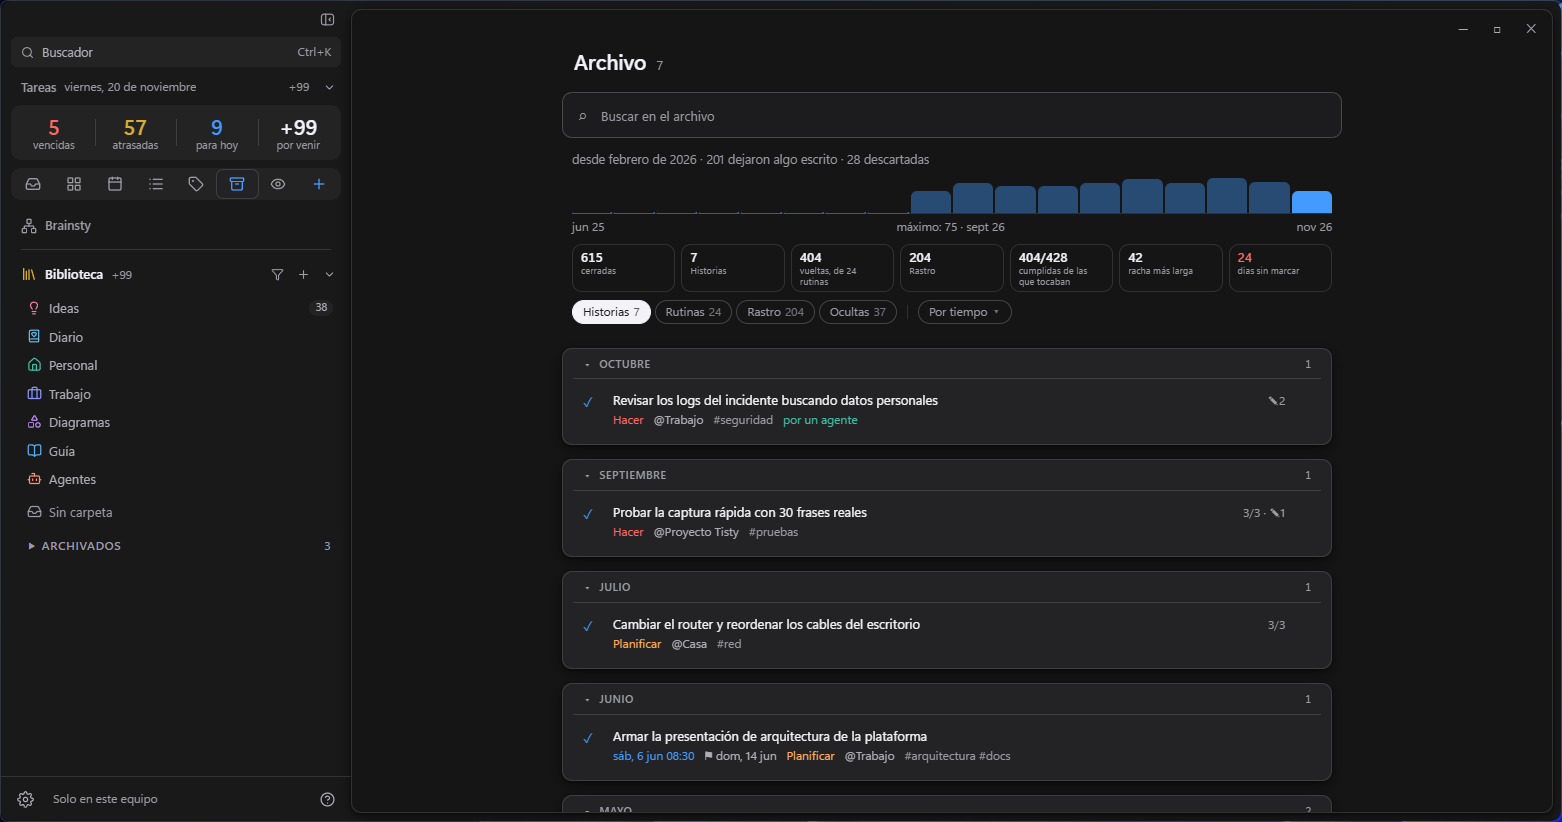 Buscador Ctrl+K
Tareas viernes, 20 de noviembre +99
5 57 9 +99
vencidas atrasadas para hoy por venir
Brainsty
Biblioteca +99
Ideas 38
Diario
Personal
Trabajo
Diagramas
Guía
Agentes
Sin carpeta
ARCHIVADOS 3
Solo en este equipo
Archivo 7
Buscar en el archivo
desde febrero de 2026 · 201 dejaron algo escrito · 28 descartadas
jun 25 máximo: 75 · sept 26 nov 26
615
cerradas
7
Historias
404
vueltas, de 24
rutinas
204
Rastro
404/428
cumplidas de las
que tocaban
42
racha más larga
24
días sin marcar
Historias 7 Rutinas 24 Rastro 204 Ocultas 37 Por tiempo
OCTUBRE 1
Revisar los logs del incidente buscando datos personales 2
Hacer @Trabajo #seguridad por un agente
SEPTIEMBRE 1
Probar la captura rápida con 30 frases reales 3/3 · 1
Hacer @Proyecto Tisty #pruebas
JULIO 1
Cambiar el router y reordenar los cables del escritorio 3/3
Planificar @Casa #red
JUNIO 1
Armar la presentación de arquitectura de la plataforma
sáb, 6 jun 08:30 dom, 14 jun Planificar @Trabajo #arquitectura #docs
MAYO 2